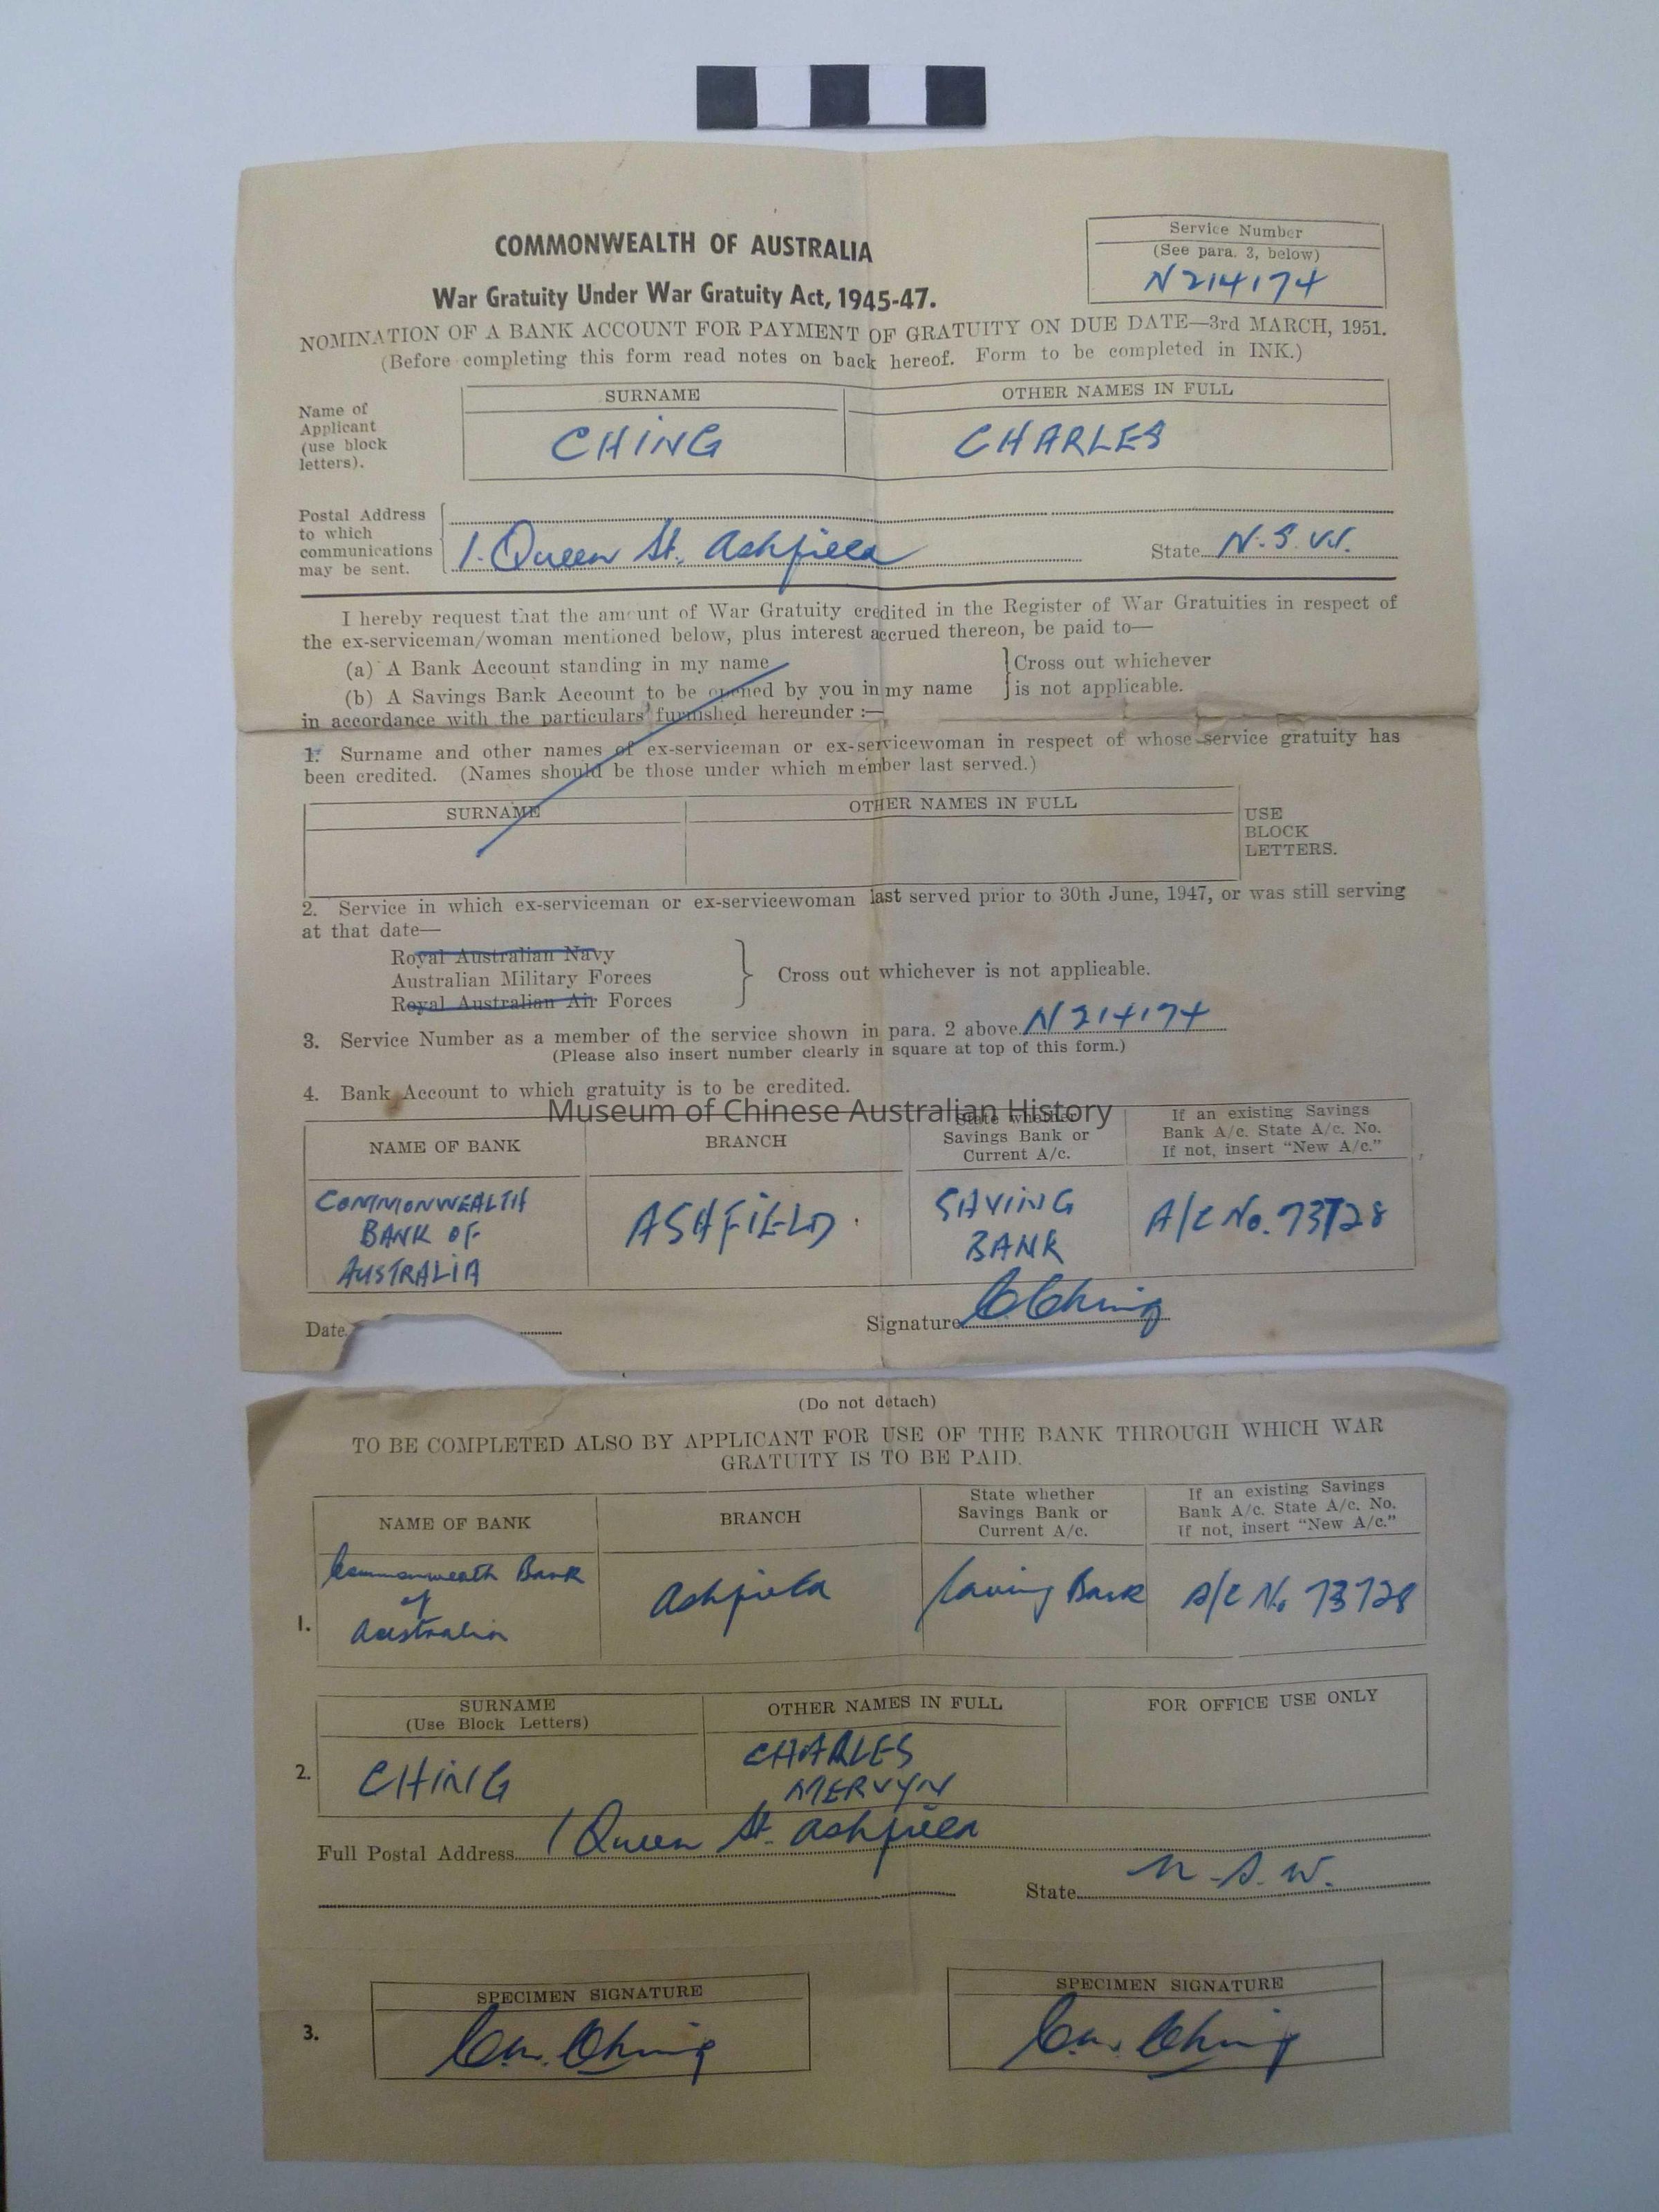 COMMONWEALTH OF AUSTRALIA
War Gratuity Under War Gratuity Act, 1945-47.
Service Number
(See para. 3, below)
N214174
NOMINATION OF A BANK ACCOUNT FOR PAYMENT OF GRATUITY ON DUE DATE—3rd MARCH, 1951.
(Before completing this form read notes on back hereof. Form to be completed in INK.)
Name of
Applicant
(use block
letters).
SURNAME
CHING
OTHER NAMES IN FULL
CHARLES
Postal Address
to which
communications
may be sent.
1. Queen St. Ashfield
State N.S.W.
I hereby request that the amount of War Gratuity credited in the Register of War Gratuities in respect of
the ex-serviceman/woman mentioned below, plus interest accrued thereon, be paid to—
(a) A Bank Account standing in my name
(b) A Savings Bank Account to be opened by you in my name
Cross out whichever
is not applicable.
in accordance with the particulars furnished hereunder :—
1. Surname and other names of ex-serviceman or ex-servicewoman in respect of whose service gratuity has
been credited. (Names should be those under which member last served.)
SURNAME
OTHER NAMES IN FULL
USE
BLOCK
LETTERS.
2. Service in which ex-serviceman or ex-servicewoman last served prior to 30th June, 1947, or was still serving
at that date—
Royal Australian Navy
Australian Military Forces
Royal Australian Air Forces
Cross out whichever is not applicable.
3. Service Number as a member of the service shown in para. 2 above N214174
(Please also insert number clearly in square at top of this form.)
4. Bank Account to which gratuity is to be credited.
Museum of Chinese Australian History
NAME OF BANK
BRANCH
State whether
Savings Bank or
Current A/c.
If an existing Savings
Bank A/c. State A/c. No.
If not, insert "New A/c."
COMMONWEALTH
BANK OF
AUSTRALIA
ASHFIELD
SAVING
BANK
A/C No. 73728
Date
Signature C Ching
(Do not detach)
TO BE COMPLETED ALSO BY APPLICANT FOR USE OF THE BANK THROUGH WHICH WAR
GRATUITY IS TO BE PAID.
NAME OF BANK
BRANCH
State whether
Savings Bank or
Current A/c.
If an existing Savings
Bank A/c. State A/c. No.
If not, insert "New A/c."
1.
Commonweath Bank
of
Australia
Ashfield
Saving Bank
A/C No 73728
2.
SURNAME
(Use Block Letters)
CHING
OTHER NAMES IN FULL
CHARLES
MERVYN
FOR OFFICE USE ONLY
Full Postal Address 1 Queen St. Ashfield
State N.S.W.
3.
SPECIMEN SIGNATURE
C.M. Ching
SPECIMEN SIGNATURE
C.M. Ching